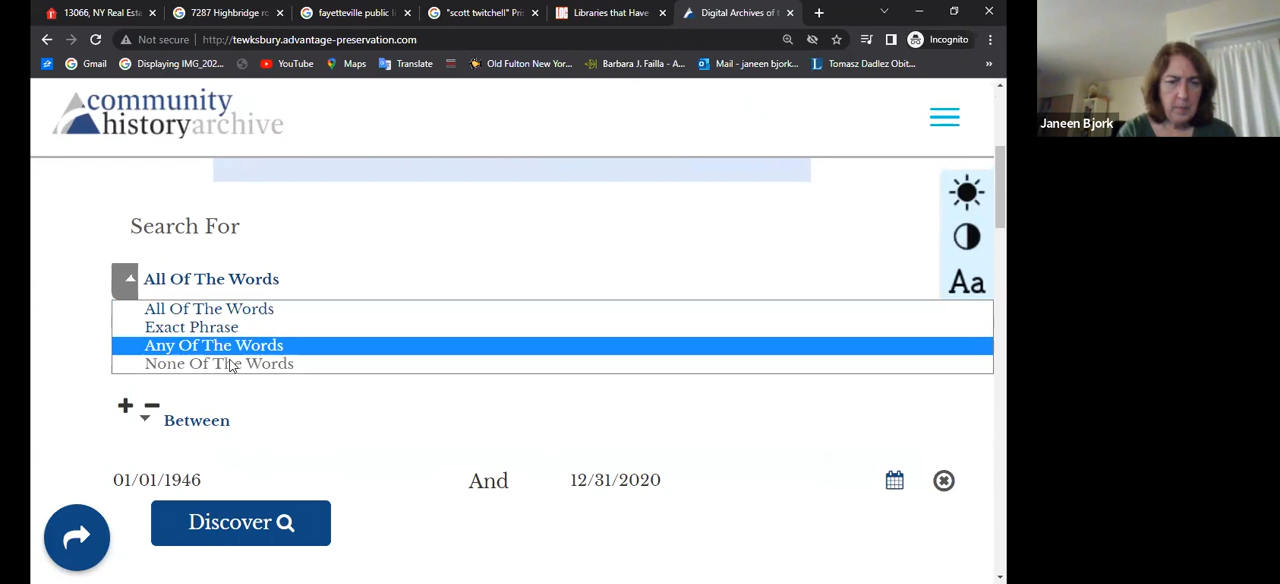 13066, NY Real Esta
7287 Highbridge ro
fayetteville public li
"scott twitchell" Pri
Libraries that Have
Digital Archives of t
Not secure
http://tewksbury.advantage-preservation.com
Incognito
Gmail
Displaying IMG_202...
YouTube
Maps
Translate
Old Fulton New Yor...
Barbara J. Failla - A...
Mail - janeen bjork...
Tomasz Dadlez Obit...
»
community
historyarchive
Search For
All Of The Words
All Of The Words
Exact Phrase
Any Of The Words
None Of The Words
Between
01/01/1946 And 12/31/2020
Discover
Aa
Janeen Bjork